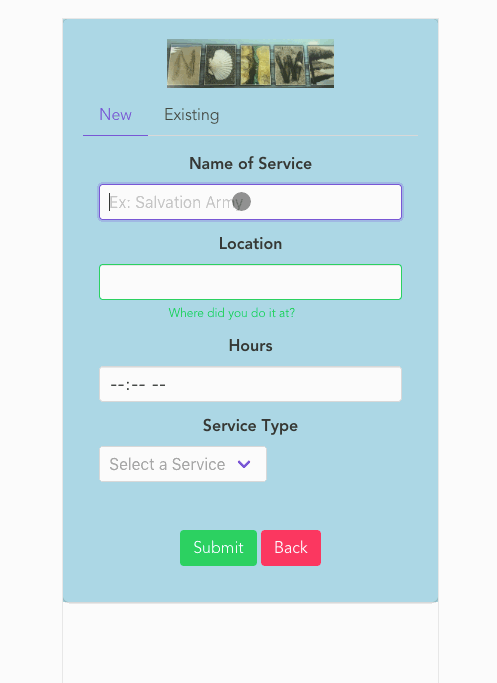 New Existing
Name of Service
Ex: Salvation Army
Location
Where did you do it at?
Hours
--:-- --
Service Type
Select a Service
Submit Back